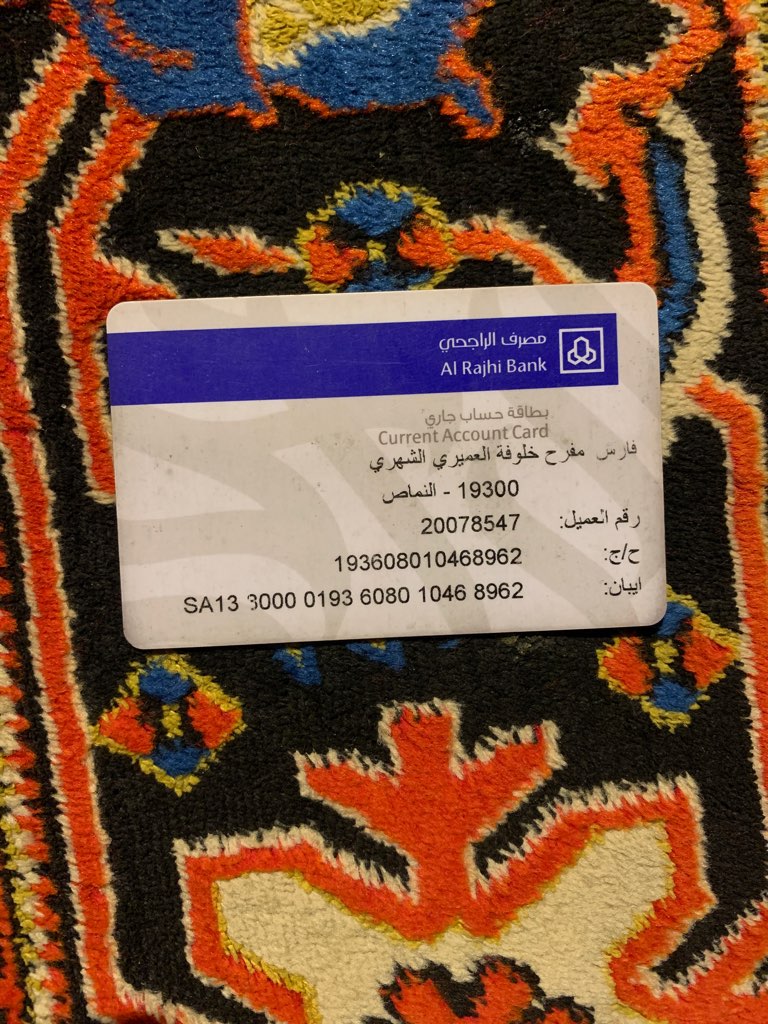 مصرف الراجحي
Al Rajhi Bank
بطاقة حساب جاري
Current Account Card
فارس مفرح خلوفة العميري الشهري
19300 - النماص
رقم العميل: 20078547
ح/ج: 193608010468962
ايبان: SA13 8000 0193 6080 1046 8962